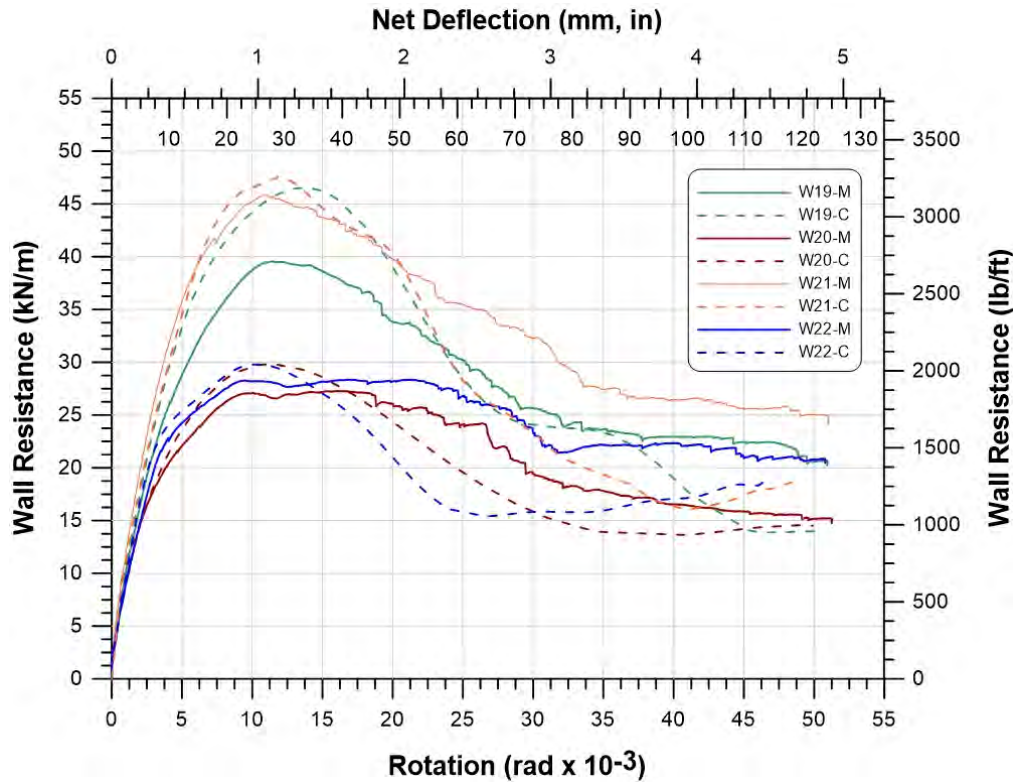 Net Deflection (mm, in)
0 1 2 3 4 5
10 20 30 40 50 60 70 80 90 100 110 120 130
55
50
45
40
35
30
25
20
15
10
5
0
Wall Resistance (kN/m)
W19-M
W19-C
W20-M
W20-C
W21-M
W21-C
W22-M
W22-C
3500
3000
2500
2000
1500
1000
500
0
Wall Resistance (lb/ft)
0 5 10 15 20 25 30 35 40 45 50 55
Rotation (rad x 10-3)